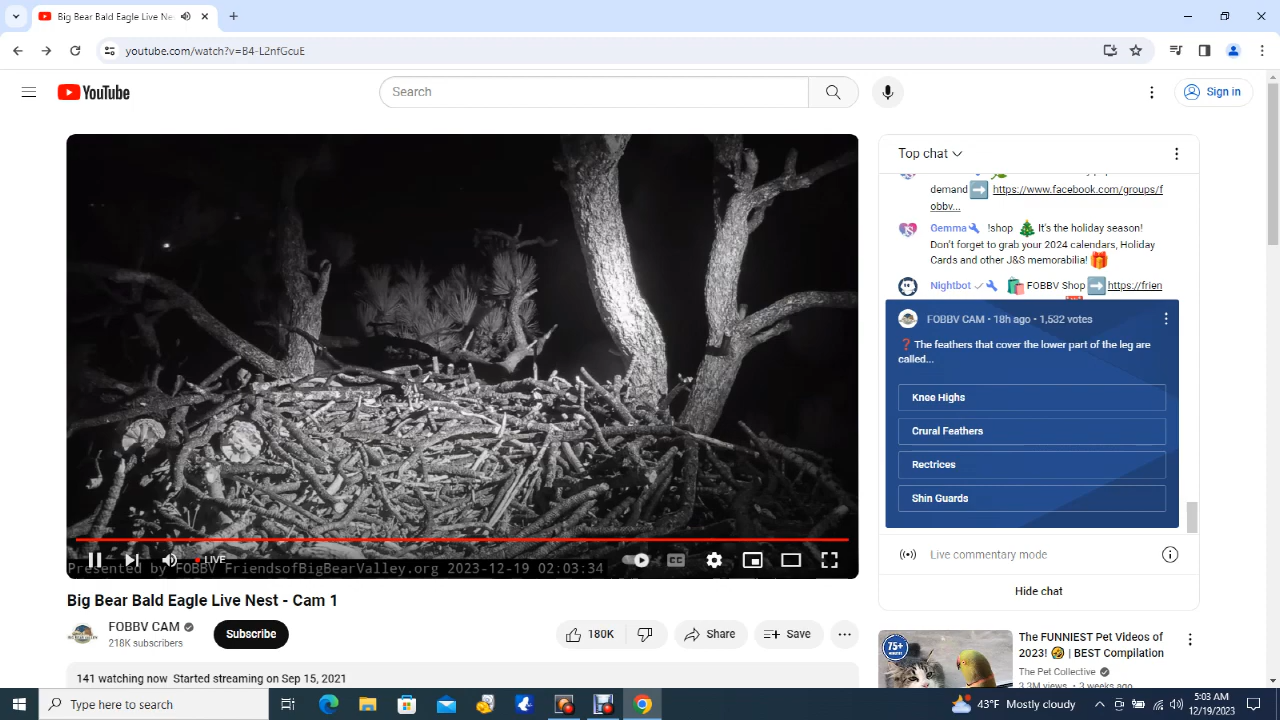 Big Bear Bald Eagle Live Ne
youtube.com/watch?v=B4-L2nfGcuE
YouTube
Search
Sign in
Top chat
demand https://www.facebook.com/groups/f
obbv...
Gemma !shop It's the holiday season!
Don't forget to grab your 2024 calendars, Holiday
Cards and other J&S memorabilia!
Nightbot FOBBV Shop https://frien
FOBBV CAM • 18h ago • 1,532 votes
❓The feathers that cover the lower part of the leg are
called...
Knee Highs
Crural Feathers
Rectrices
Shin Guards
Live commentary mode
Hide chat
LIVE
CC
Presented by FOBBV FriendsofBigBearValley.org 2023-12-19 02:03:34
Big Bear Bald Eagle Live Nest - Cam 1
FOBBV CAM
218K subscribers
Subscribe
180K
Share
Save
141 watching now Started streaming on Sep 15, 2021
75+
The FUNNIEST Pet Videos of
2023! 🤣 | BEST Compilation
The Pet Collective
3.3M views • 3 weeks ago
Type here to search
43°F Mostly cloudy
5:03 AM
12/19/2023